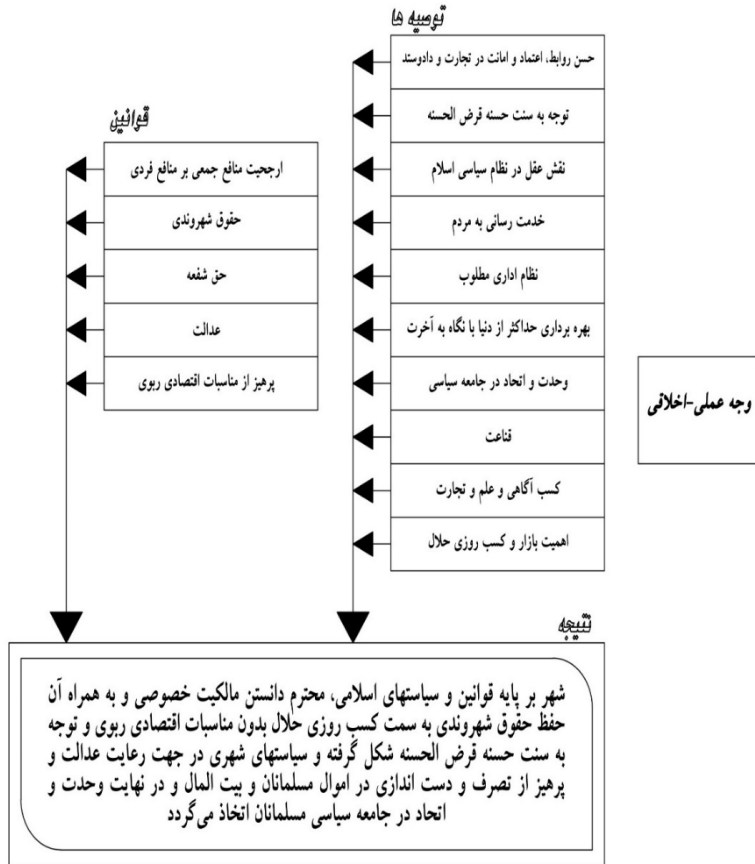 توصیه ها
حسن روابط، اعتماد و امانت در تجارت و دادوستد
توجه به سنت حسنه قرض الحسنه
نقش عقل در نظام سیاسی اسلام
خدمت رسانی به مردم
نظام اداری مطلوب
بهره برداری حداکثر از دنیا با نگاه به آخرت
وحدت و اتحاد در جامعه سیاسی
قناعت
کسب آگاهی و علم و تجارت
اهمیت بازار و کسب روزی حلال
وجه عملی-اخلاقی
قوانین
ارجحیت منافع جمعی بر منافع فردی
حقوق شهروندی
حق شفعه
عدالت
پرهیز از مناسبات اقتصادی ربوی
نتیجه
شهر بر پایه قوانین و سیاستهای اسلامی، محترم دانستن مالکیت خصوصی و به همراه آن
حفظ حقوق شهروندی به سمت کسب روزی حلال بدون مناسبات اقتصادی ربوی و توجه
به سنت حسنه قرض الحسنه شکل گرفته و سیاستهای شهری در جهت رعایت عدالت و
پرهیز از تصرف و دست اندازی در اموال مسلمانان و بیت المال و در نهایت وحدت و
اتحاد در جامعه سیاسی مسلمانان اتخاذ می‌گردد